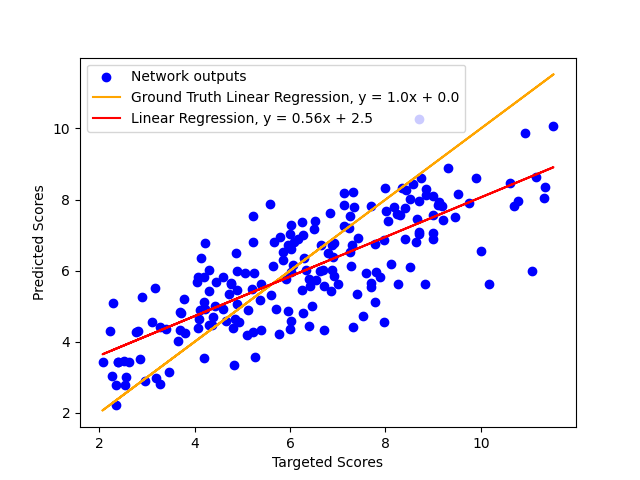 Network outputs
Ground Truth Linear Regression, y = 1.0x + 0.0
Linear Regression, y = 0.56x + 2.5
10
8
6
4
2
Predicted Scores
2 4 6 8 10
Targeted Scores